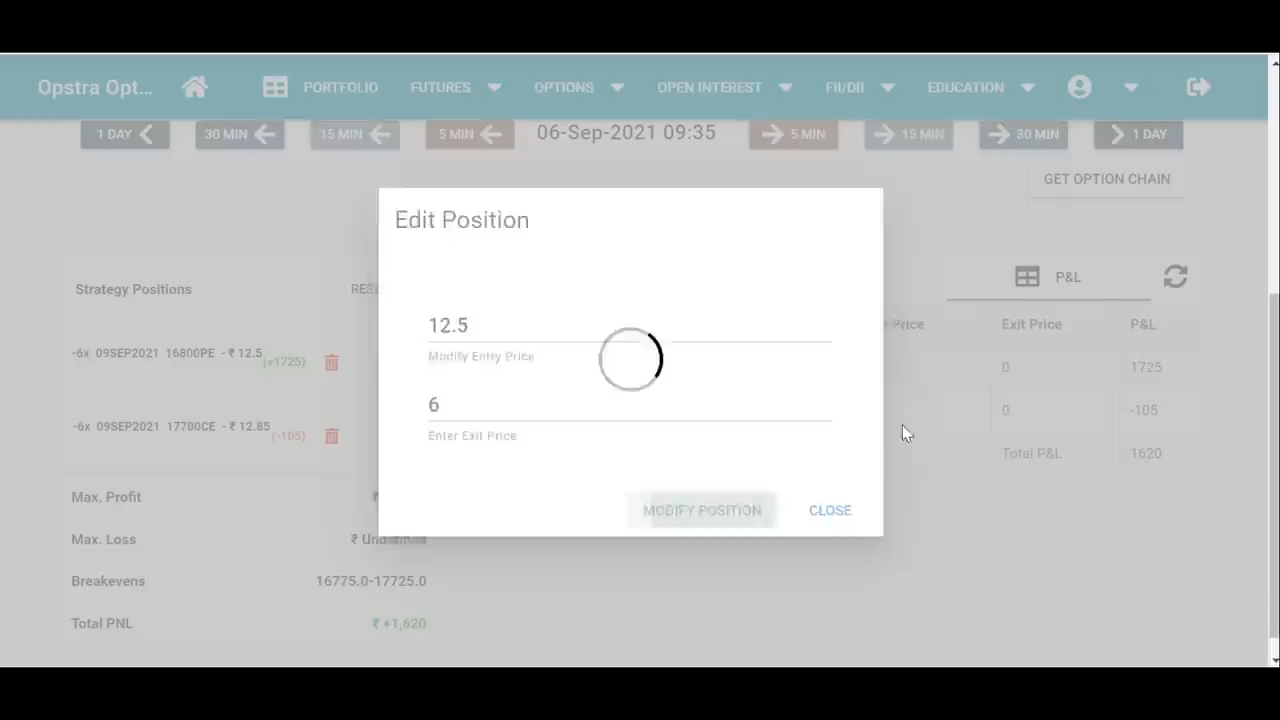 Opstra Opt... PORTFOLIO FUTURES OPTIONS OPEN INTEREST FII/DII EDUCATION
1 DAY 30 MIN 15 MIN 5 MIN 06-Sep-2021 09:35 5 MIN 15 MIN 30 MIN 1 DAY
GET OPTION CHAIN
Edit Position
12.5
Modify Entry Price
6
Enter Exit Price
MODIFY POSITION CLOSE
Strategy Positions
-6x 09SEP2021 16800PE - ₹ 12.5 (+1725)
-6x 09SEP2021 17700CE - ₹ 12.85 (-105)
Max. Profit
Max. Loss
Breakevens 16775.0-17725.0
Total PNL ₹ +1,620
P&L
Price Exit Price P&L
0 1725
0 -105
Total P&L 1620